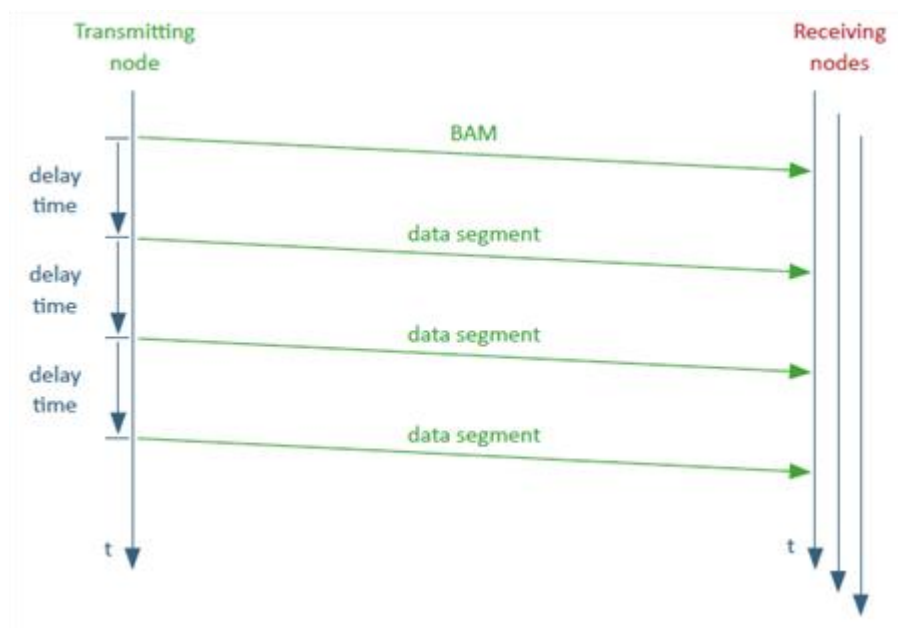 Transmitting
node
Receiving
nodes
BAM
delay
time
data segment
delay
time
data segment
delay
time
data segment
t
t